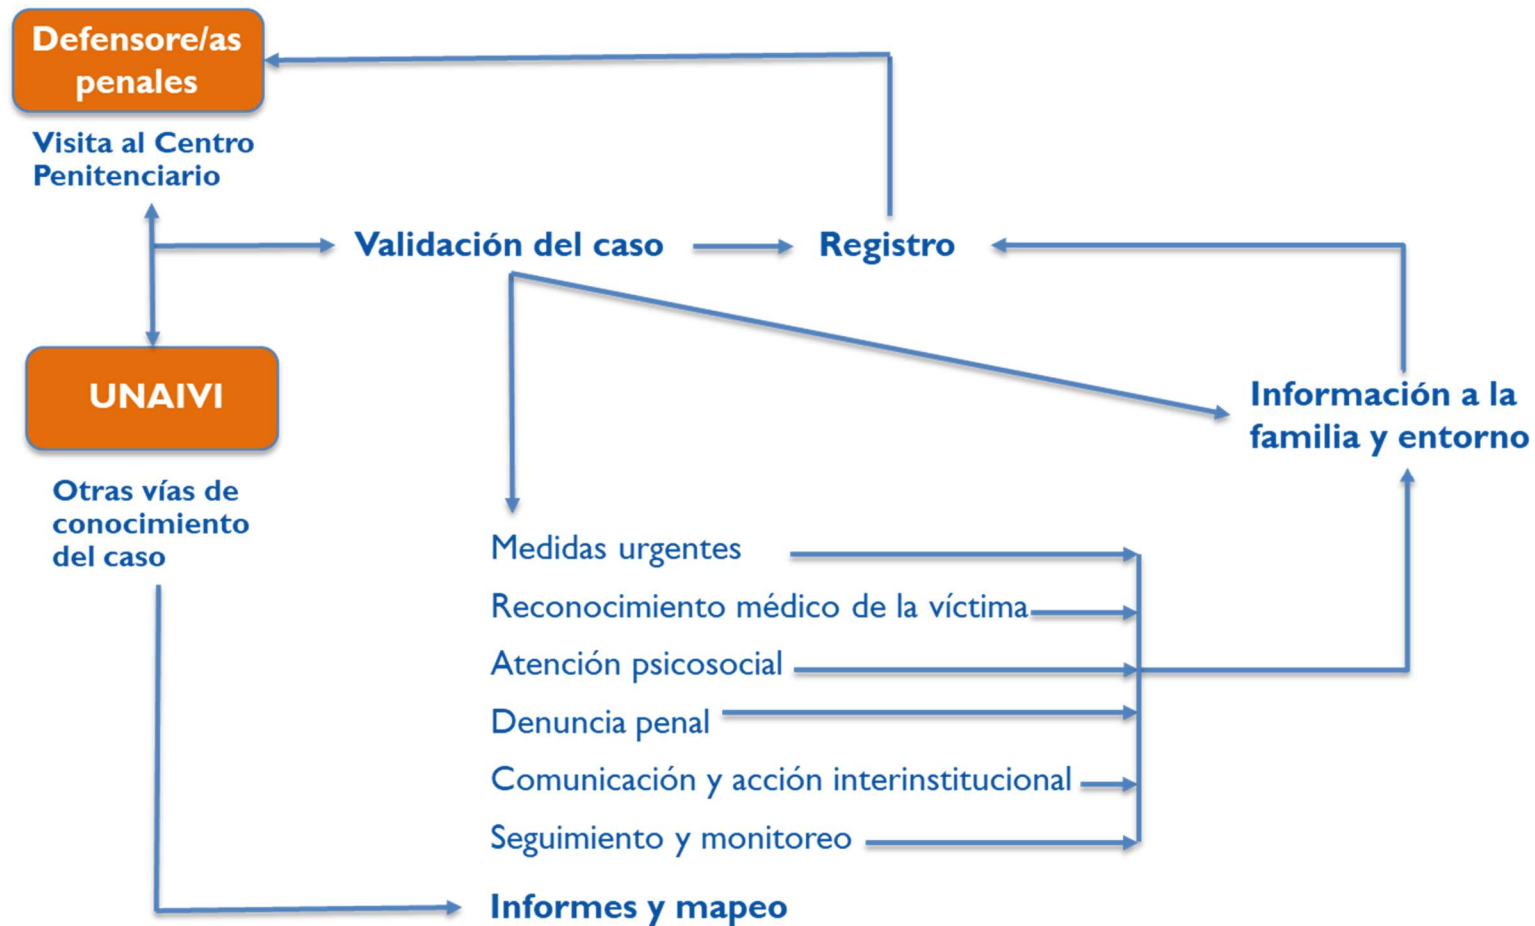 Defensore/as
penales
Visita al Centro
Penitenciario
Validación del caso
Registro
UNAIVI
Información a la
familia y entorno
Otras vías de
conocimiento
del caso
Medidas urgentes
Reconocimiento médico de la víctima
Atención psicosocial
Denuncia penal
Comunicación y acción interinstitucional
Seguimiento y monitoreo
Informes y mapeo